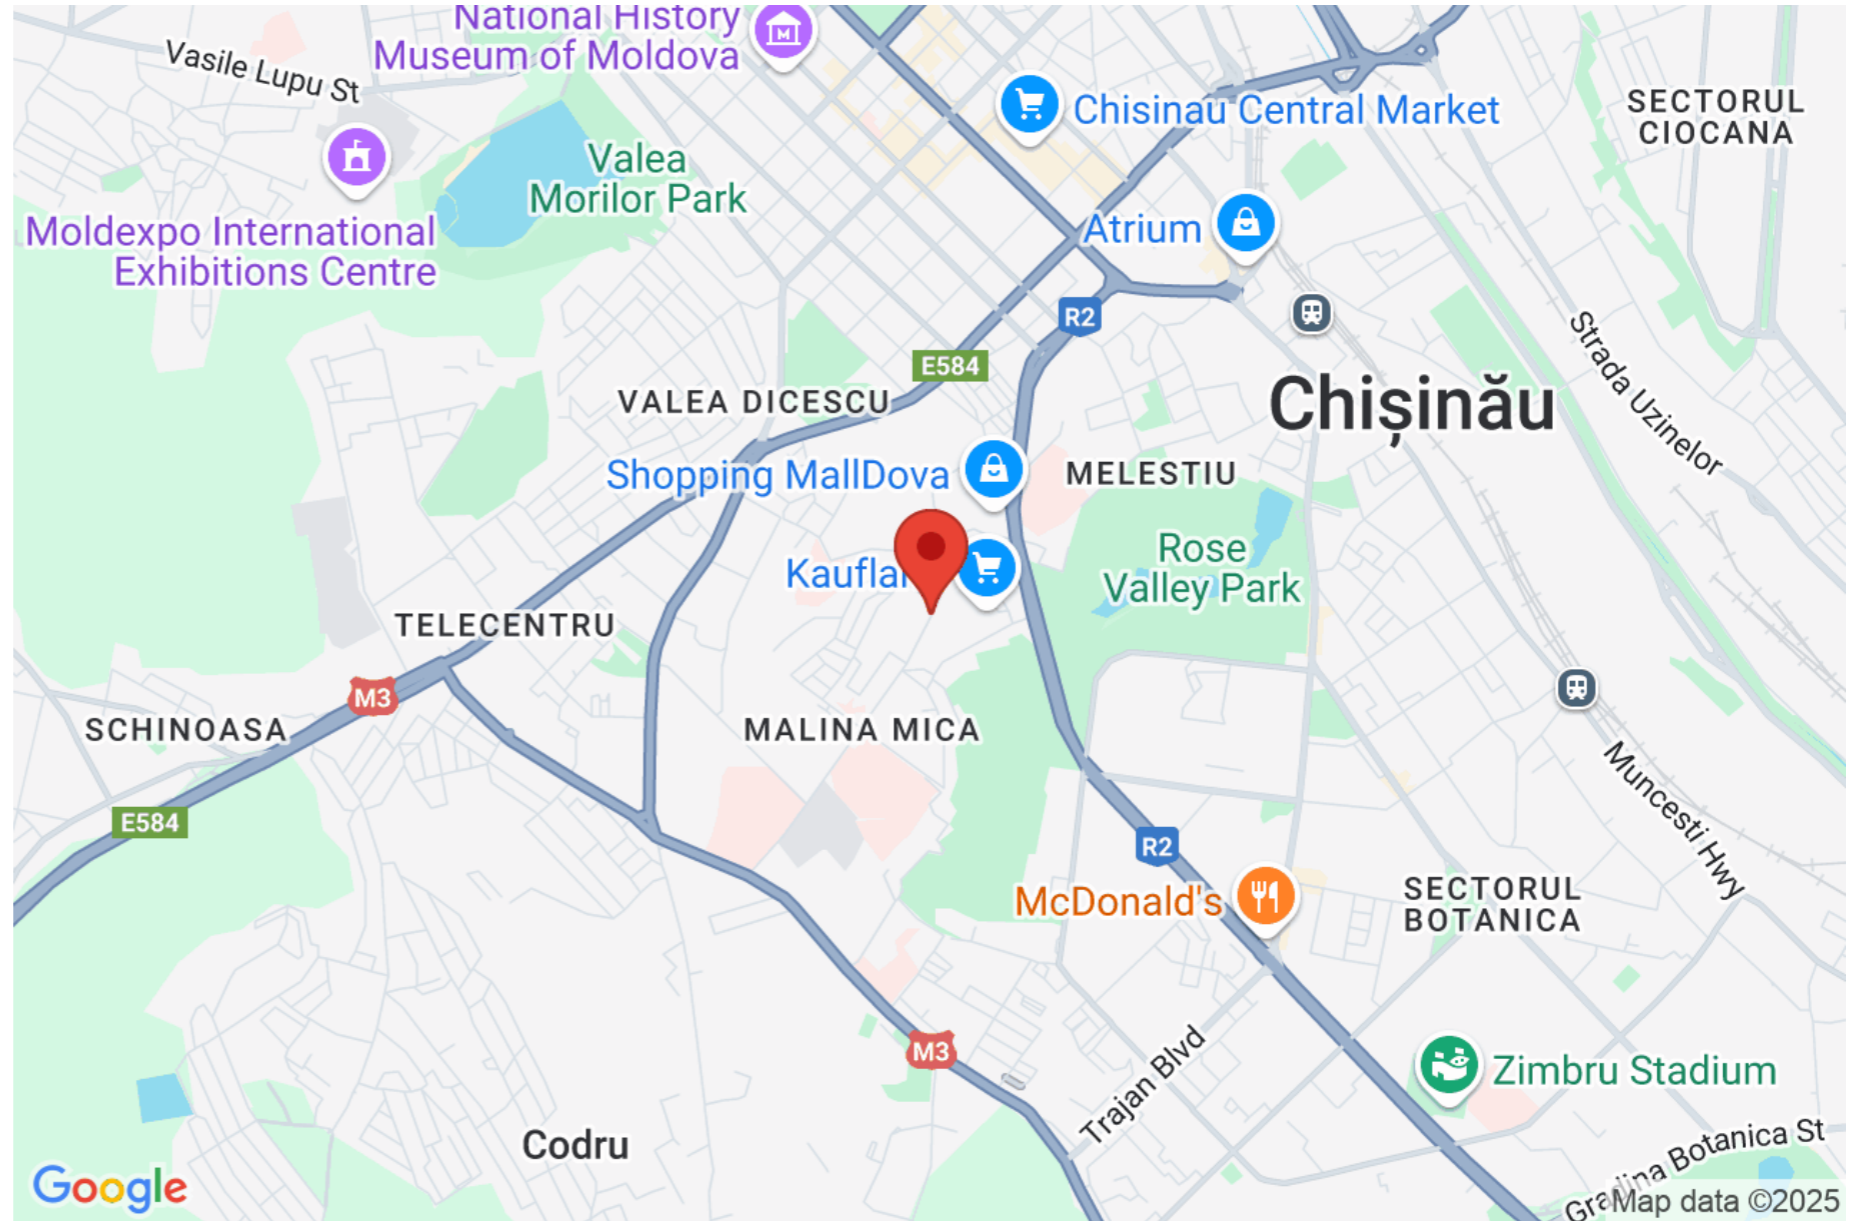 National History
Museum of Moldova
Vasile Lupu St
Chisinau Central Market
SECTORUL
CIOCANA
Valea
Morilor Park
Moldexpo International
Exhibitions Centre
Atrium
R2
Strada Uzinelor
E584
VALEA DICESCU
Chișinău
Shopping MallDova
MELESTIU
Rose
Valley Park
TELECENTRU
M3
SCHINOASA
MALINA MICA
E584
Muncesti Hwy
R2
McDonald's
SECTORUL
BOTANICA
M3
Trajan Blvd
Zimbru Stadium
Codru
Gradina Botanica St
Google
Map data ©2025